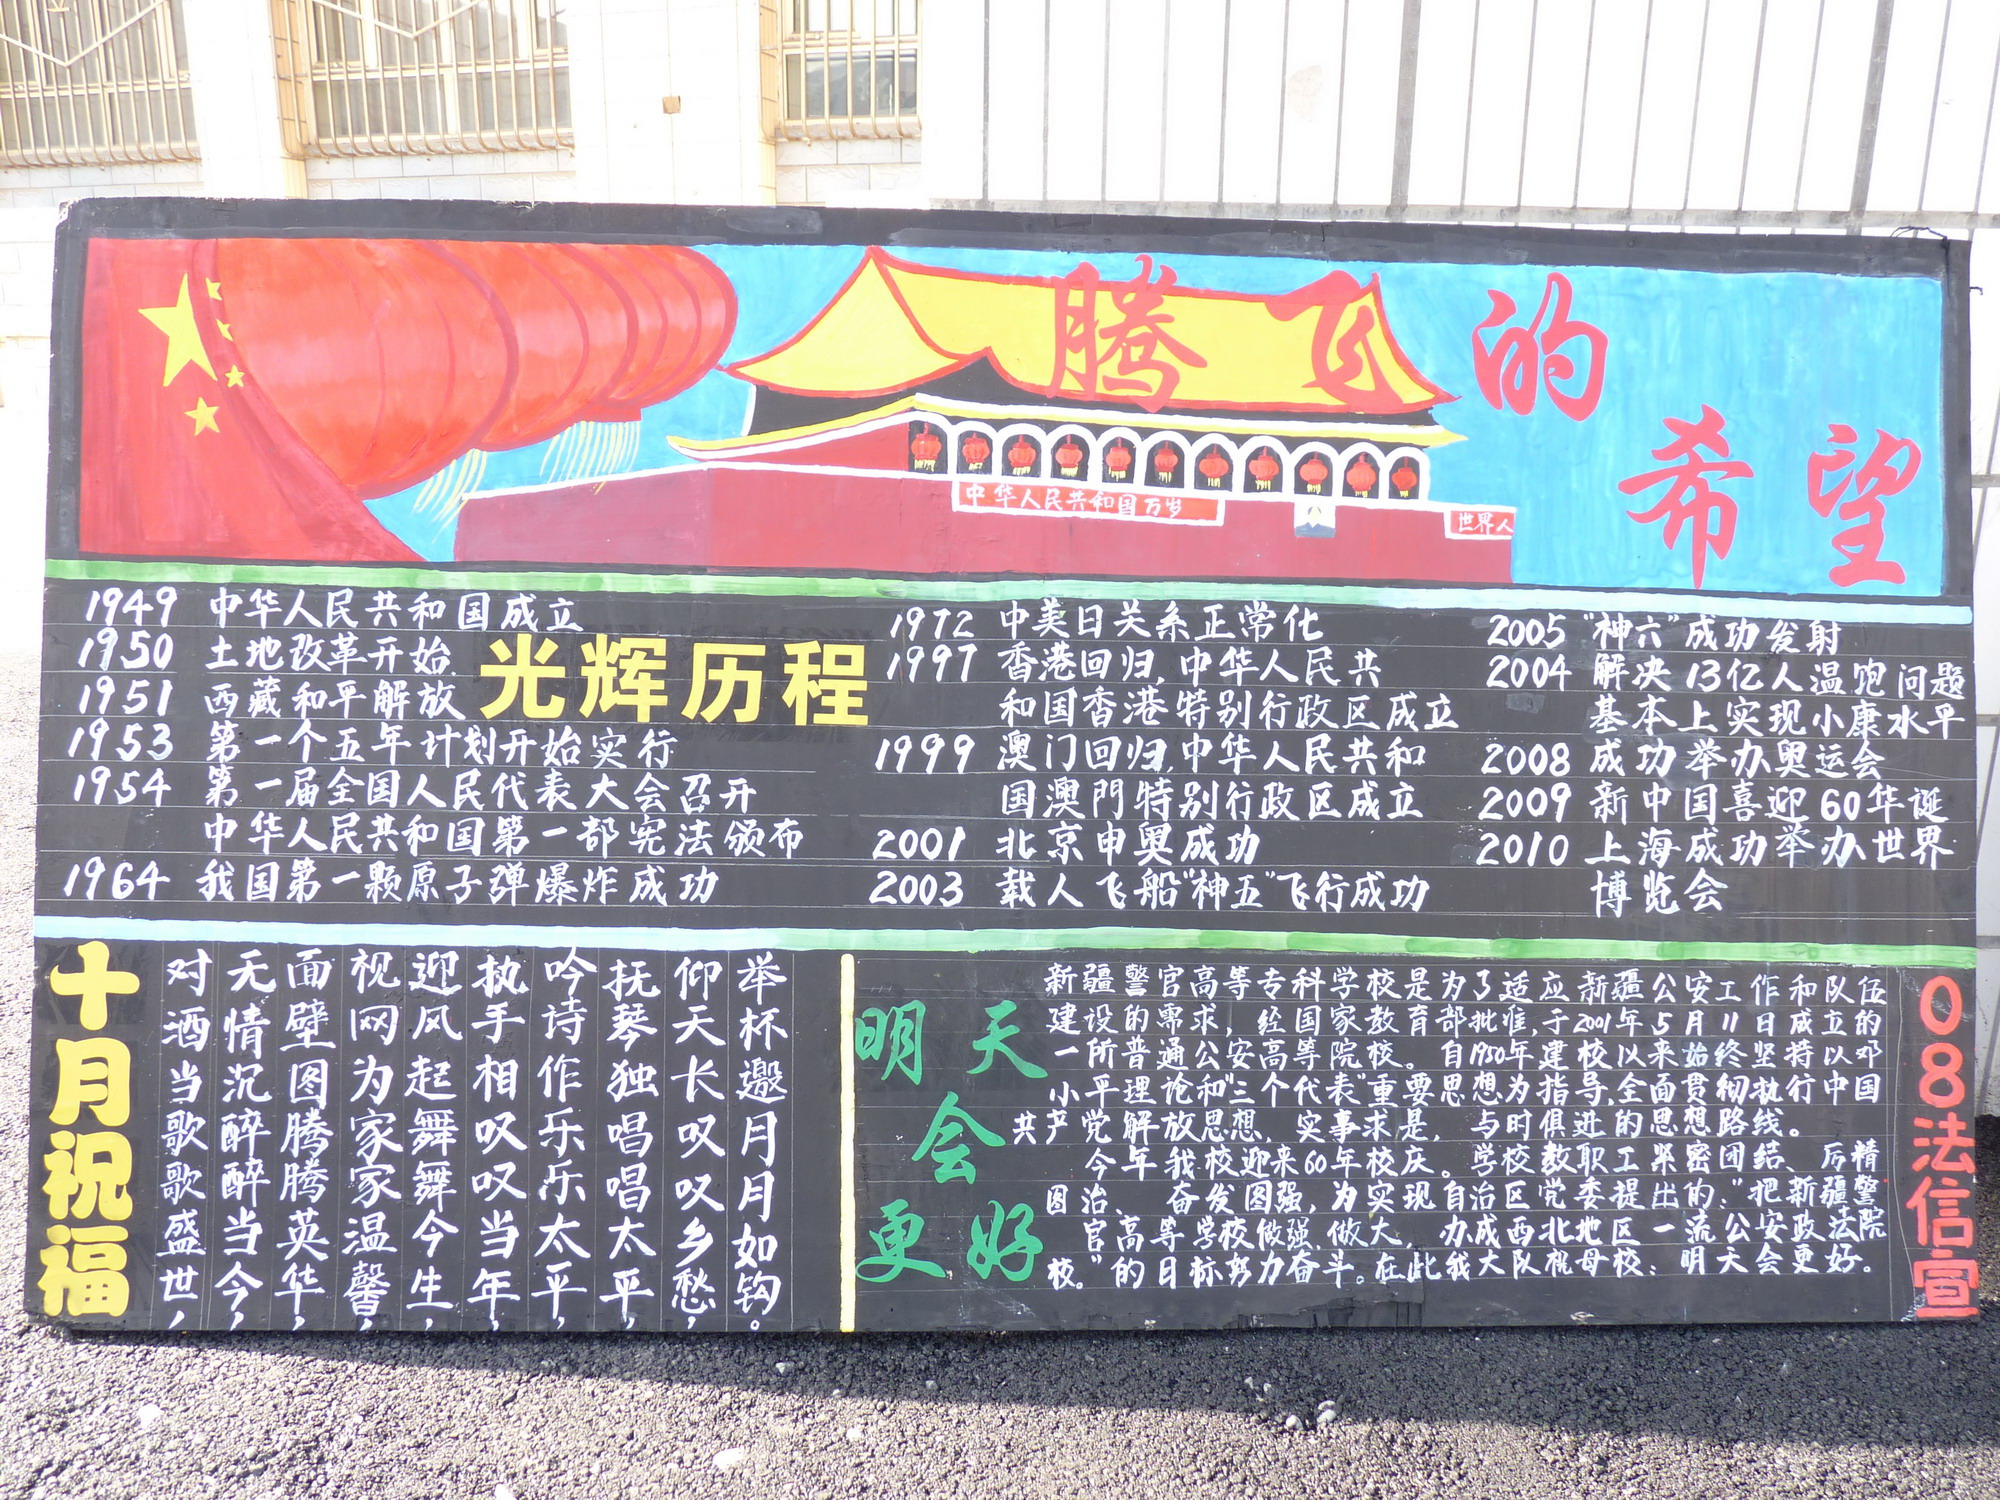 腾飞的
希望
中华人民共和国万岁
世界人
光辉历程
1949 中华人民共和国成立
1950 土地改革开始
1951 西藏和平解放
1953 第一个五年计划开始实行
1954 第一届全国人民代表大会召开
中华人民共和国第一部宪法颁布
1964 我国第一颗原子弹爆炸成功
1972 中美日关系正常化
1997 香港回归,中华人民共
和国香港特别行政区成立
1999 澳门回归,中华人民共和
国澳門特别行政区成立
2001 北京申奥成功
2003 载人飞船"神五"飞行成功
2005 "神六"成功发射
2004 解决13亿人温饱问题
基本上实现小康水平
2008 成功举办奥运会
2009 新中国喜迎60华诞
2010 上海成功举办世界
博览会
十月祝福
对酒当歌歌盛世,
无情沉醉醉当今,
面壁图腾腾英华,
视网为家家温馨,
迎风起舞舞今生,
执手相叹叹当年,
吟诗作乐乐太平,
抚琴独唱唱太平,
仰天长叹叹乡愁,
举杯邀月月如钩。
明天
会
更好
新疆警官高等专科学校是为了适应新疆公安工作和队伍
建设的需求,经国家教育部批准,于2001年5月11日成立的
一所普通公安高等院校。自1950年建校以来始终坚持以邓
小平理论和"三个代表"重要思想为指导,全面贯彻执行中国
共产党解放思想、实事求是,与时俱进的思想路线。
今年我校迎来60年校庆。学校教职工紧密团结、厉精
图治、奋发图强,为实现自治区党委提出的:"把新疆警
官高等学校做强、做大,办成西北地区一流公安政法院
校。"的目标努力奋斗。在此我大队祝母校:明天会更好。
08法信宣